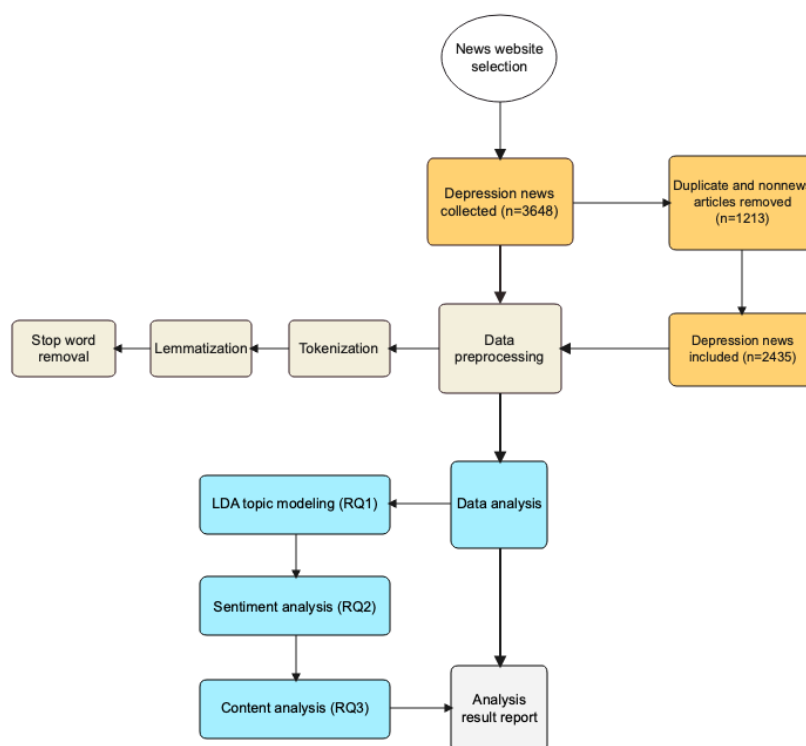 News website
selection
Depression news
collected (n=3648)
Duplicate and nonnew
articles removed
(n=1213)
Stop word
removal
Lemmatization
Tokenization
Data
preprocessing
Depression news
included (n=2435)
LDA topic modeling (RQ1)
Data analysis
Sentiment analysis (RQ2)
Content analysis (RQ3)
Analysis
result report